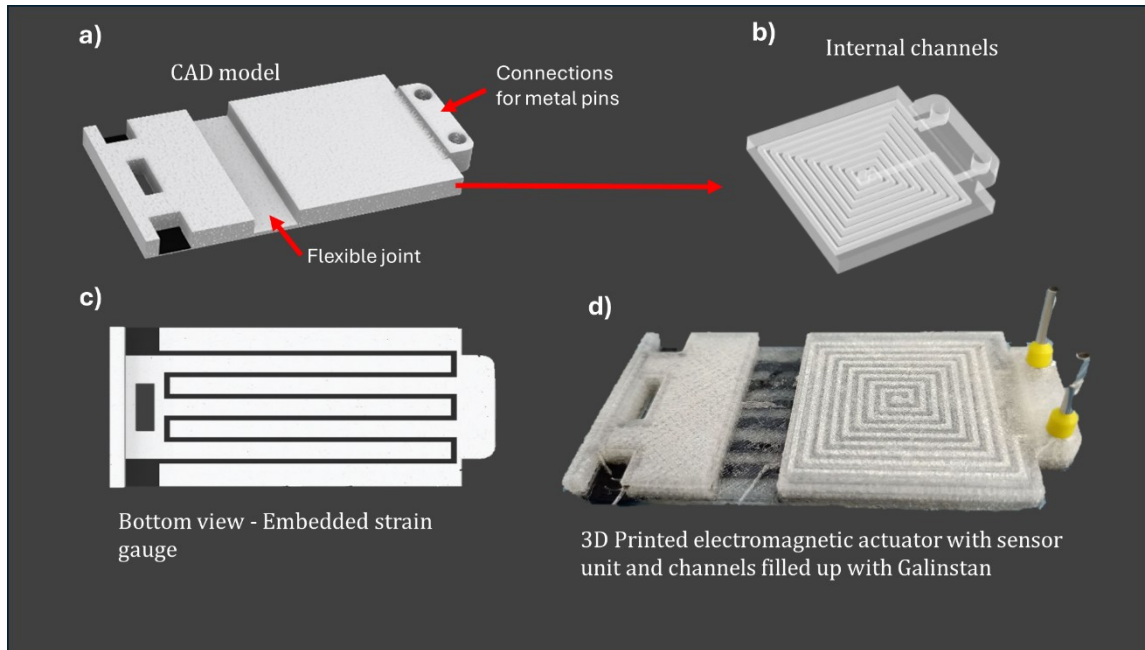 a)
CAD model
Connections
for metal pins
Flexible joint
b)
Internal channels
c)
Bottom view - Embedded strain
gauge
d)
3D Printed electromagnetic actuator with sensor
unit and channels filled up with Galinstan